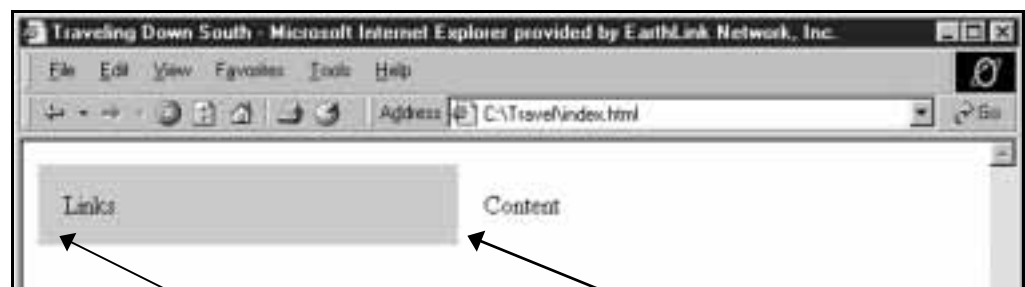 Traveling Down South - Microsoft Internet Explorer provided by EarthLink Network, Inc.
File Edit View Favorites Tools Help
Address C:\Travel\index.html Go
Links Content